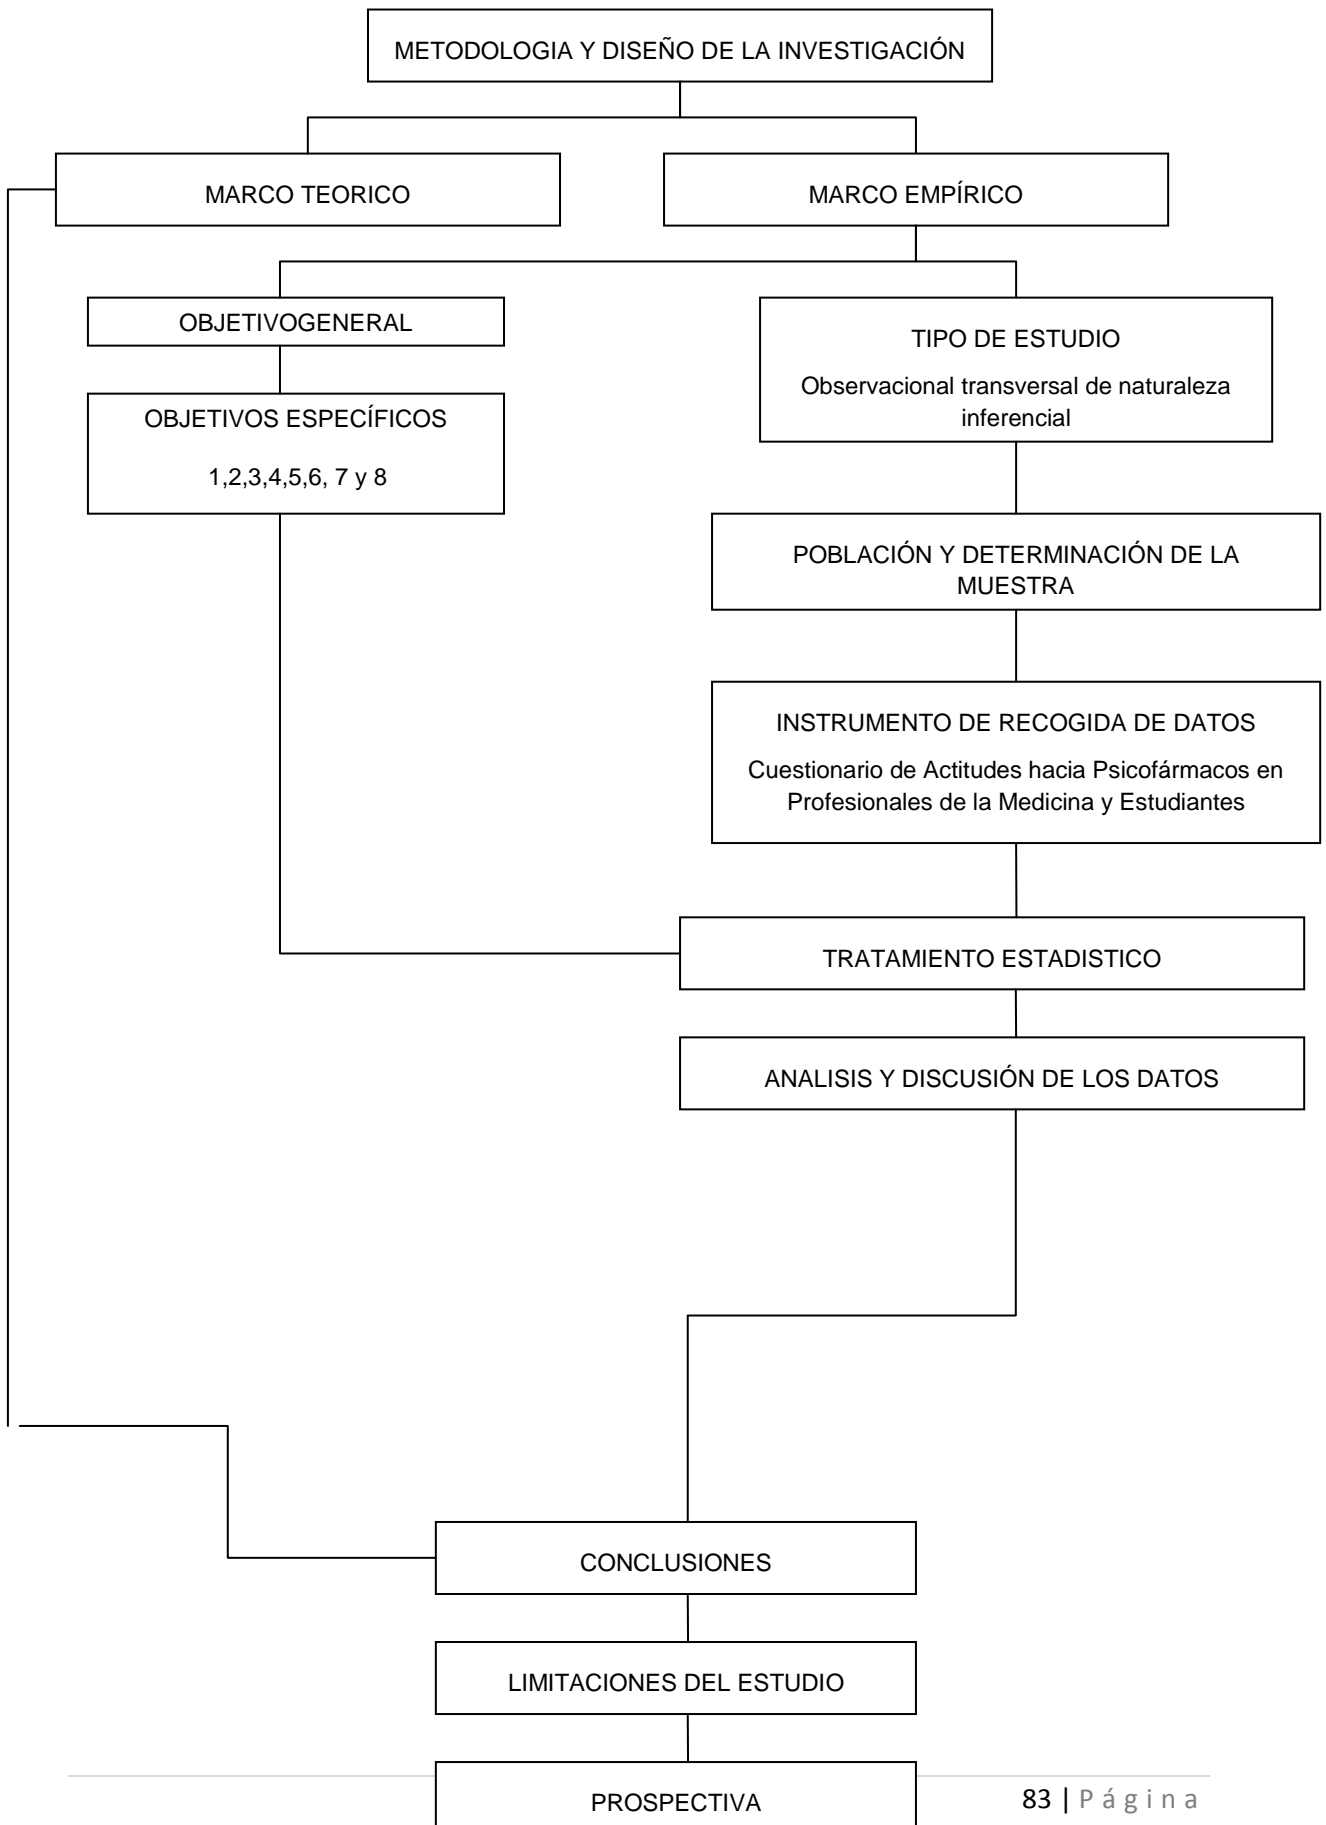 METODOLOGIA Y DISEÑO DE LA INVESTIGACIÓN
MARCO TEORICO
MARCO EMPÍRICO
OBJETIVOGENERAL
OBJETIVOS ESPECÍFICOS
1,2,3,4,5,6, 7 y 8
TIPO DE ESTUDIO
Observacional transversal de naturaleza
inferencial
POBLACIÓN Y DETERMINACIÓN DE LA
MUESTRA
INSTRUMENTO DE RECOGIDA DE DATOS
Cuestionario de Actitudes hacia Psicofármacos en
Profesionales de la Medicina y Estudiantes
TRATAMIENTO ESTADISTICO
ANALISIS Y DISCUSIÓN DE LOS DATOS
CONCLUSIONES
LIMITACIONES DEL ESTUDIO
PROSPECTIVA
83 | Página